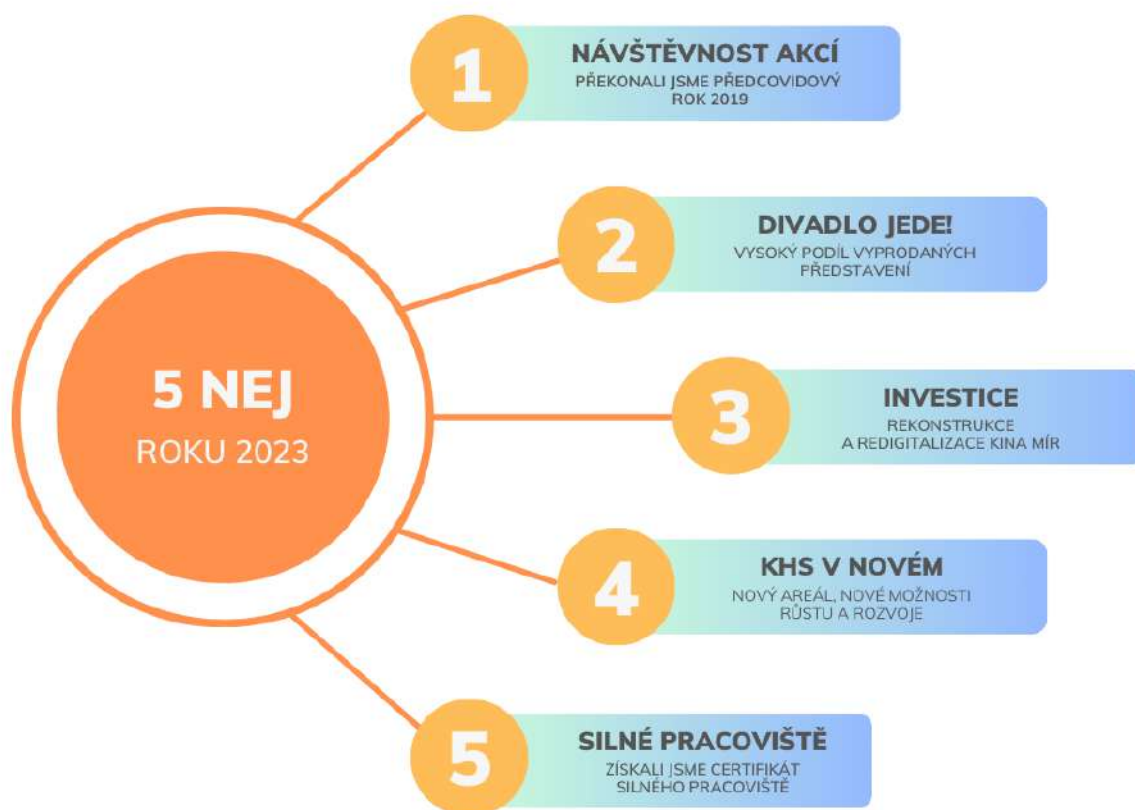 1
NÁVŠTĚVNOST AKCÍ
PŘEKONALI JSME PŘEDCOVIDOVÝ
ROK 2019
2
DIVADLO JEDE!
VYSOKÝ PODÍL VYPRODANÝCH
PŘEDSTAVENÍ
5 NEJ
ROKU 2023
3
INVESTICE
REKONSTRUKCE
A REDIGITALIZACE KINA MÍR
4
KHS V NOVÉM
NOVÝ AREÁL, NOVÉ MOŽNOSTI
RŮSTU A ROZVOJE
5
SILNÉ PRACOVIŠTĚ
ZÍSKALI JSME CERTIFIKÁT
SILNÉHO PRACOVIŠTĚ